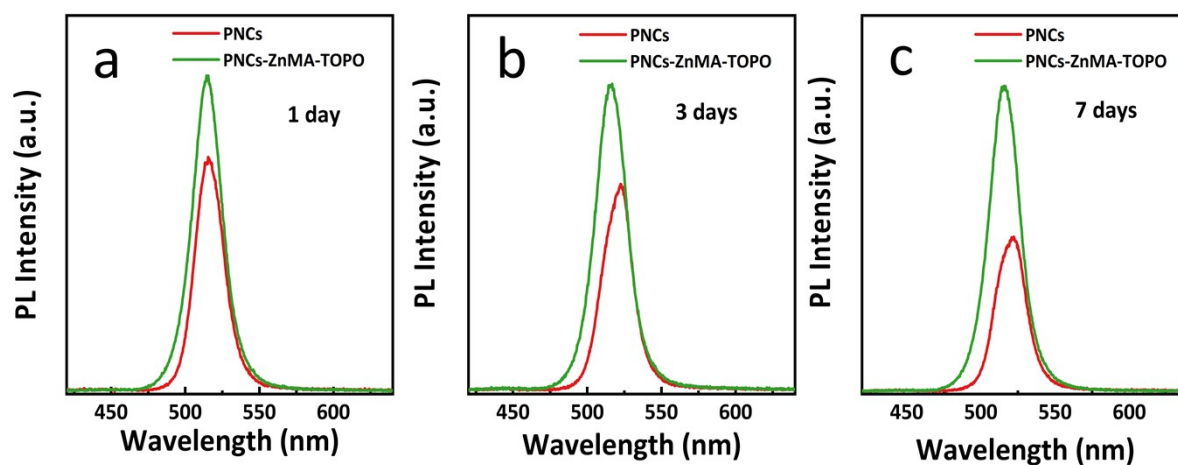 a
PNCs
PNCs-ZnMA-TOPO
1 day
PL Intensity (a.u.)
450 500 550 600
Wavelength (nm)
b
PNCs
PNCs-ZnMA-TOPO
3 days
PL Intensity (a.u.)
450 500 550 600
Wavelength (nm)
c
PNCs
PNCs-ZnMA-TOPO
7 days
PL Intensity (a.u.)
450 500 550 600
Wavelength (nm)